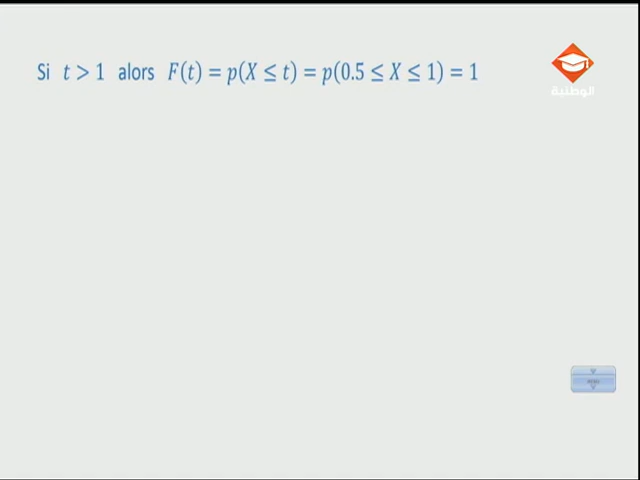 Si t > 1 alors F(t) = p(X ≤ t) = p(0.5 ≤ X ≤ 1) = 1
الوطنية